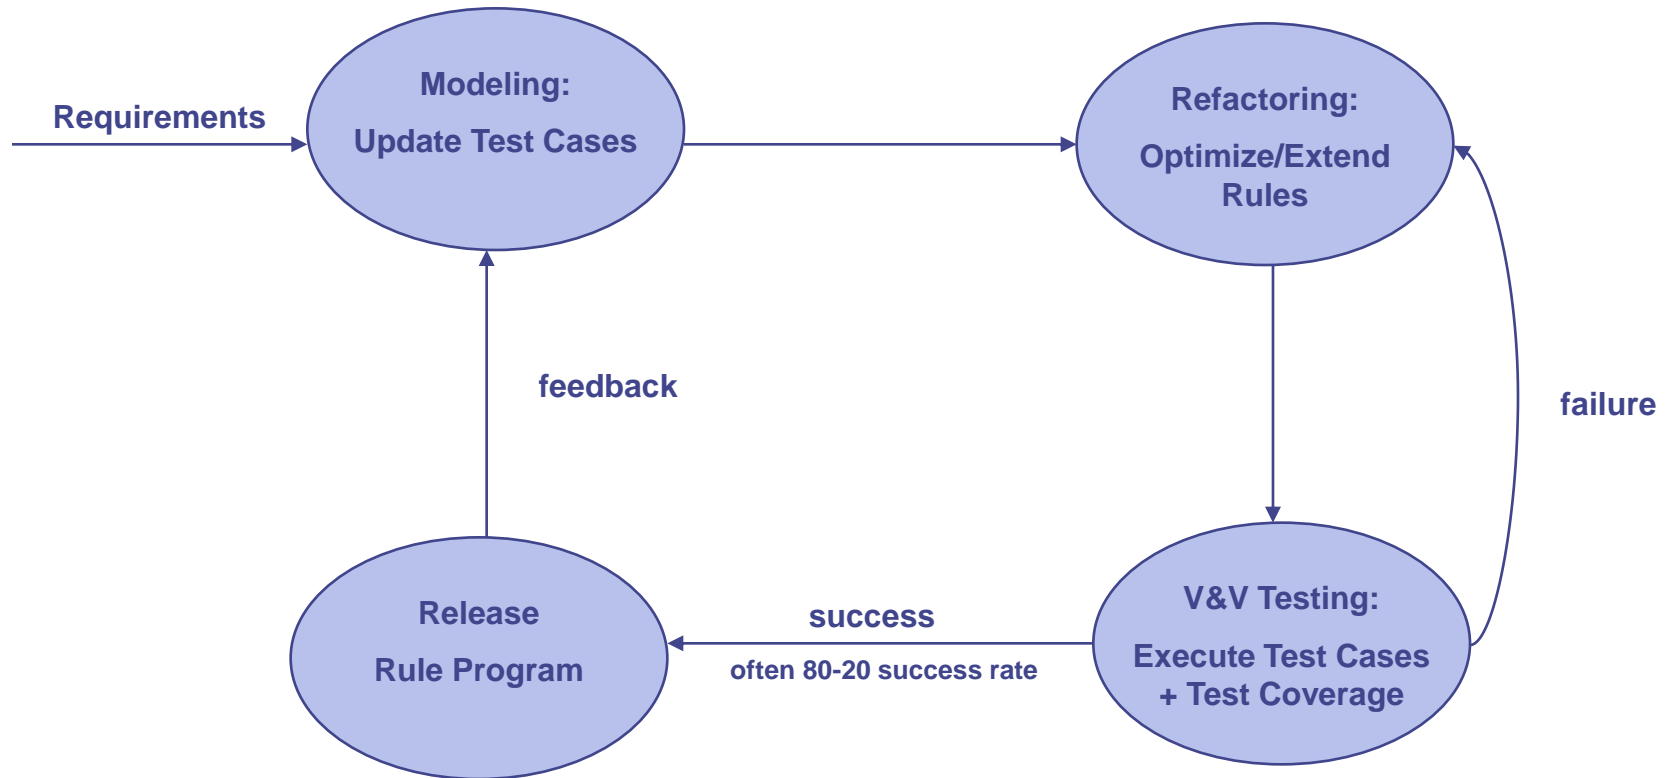 Requirements
Modeling:
Update Test Cases
Refactoring:
Optimize/Extend
Rules
feedback
failure
Release
Rule Program
success
often 80-20 success rate
V&V Testing:
Execute Test Cases
+ Test Coverage